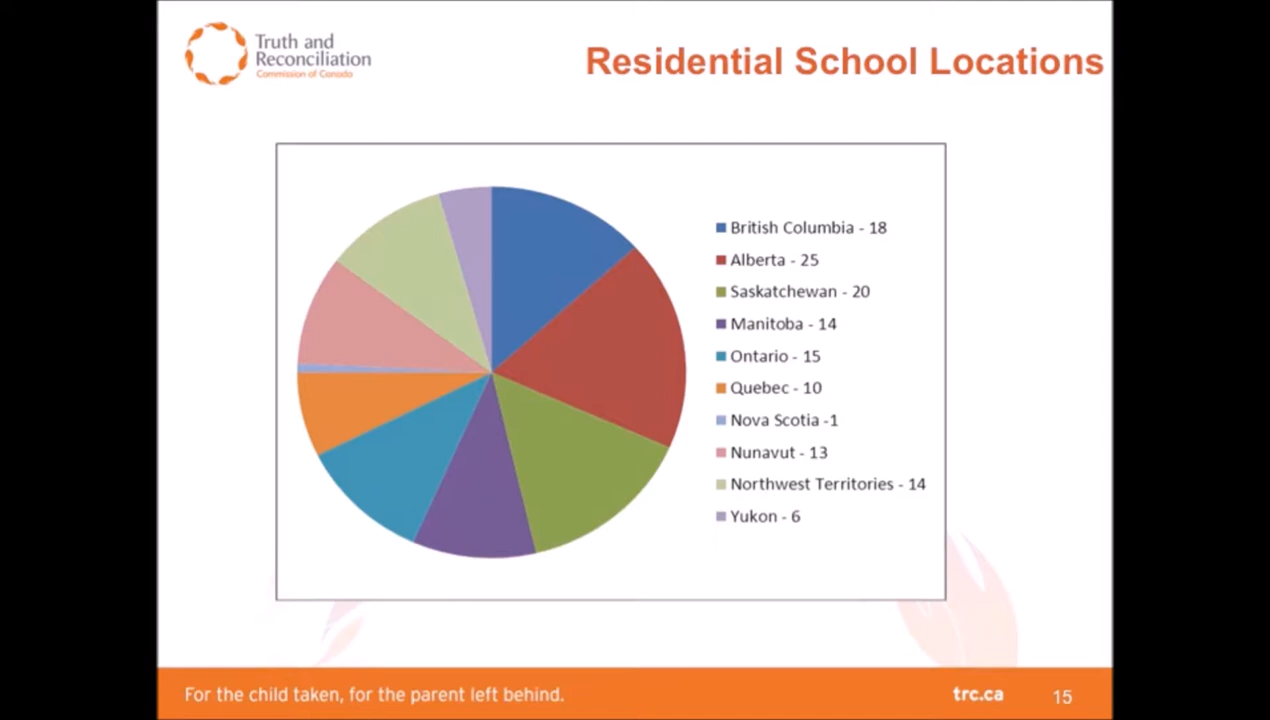 Truth and
Reconciliation
Commission of Canada
Residential School Locations
British Columbia - 18
Alberta - 25
Saskatchewan - 20
Manitoba - 14
Ontario - 15
Quebec - 10
Nova Scotia -1
Nunavut - 13
Northwest Territories - 14
Yukon - 6
For the child taken, for the parent left behind.
trc.ca
15